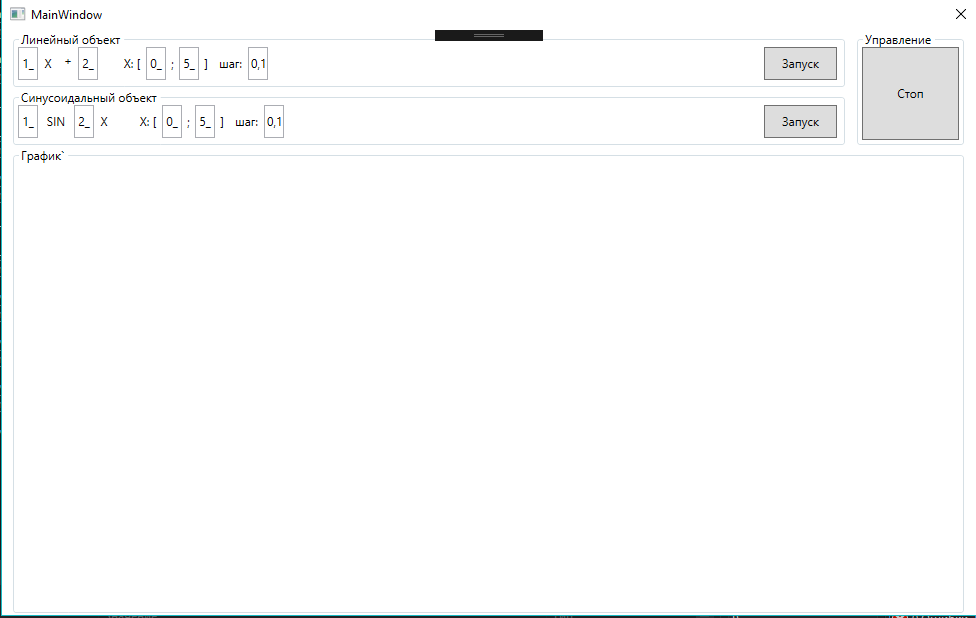 MainWindow
Линейный объект
1_ X + 2_ X: [ 0_ ; 5_ ] шаг: 0,1 Запуск
Управление
Стоп
Синусоидальный объект
1_ SIN 2_ X X: [ 0_ ; 5_ ] шаг: 0,1 Запуск
График`